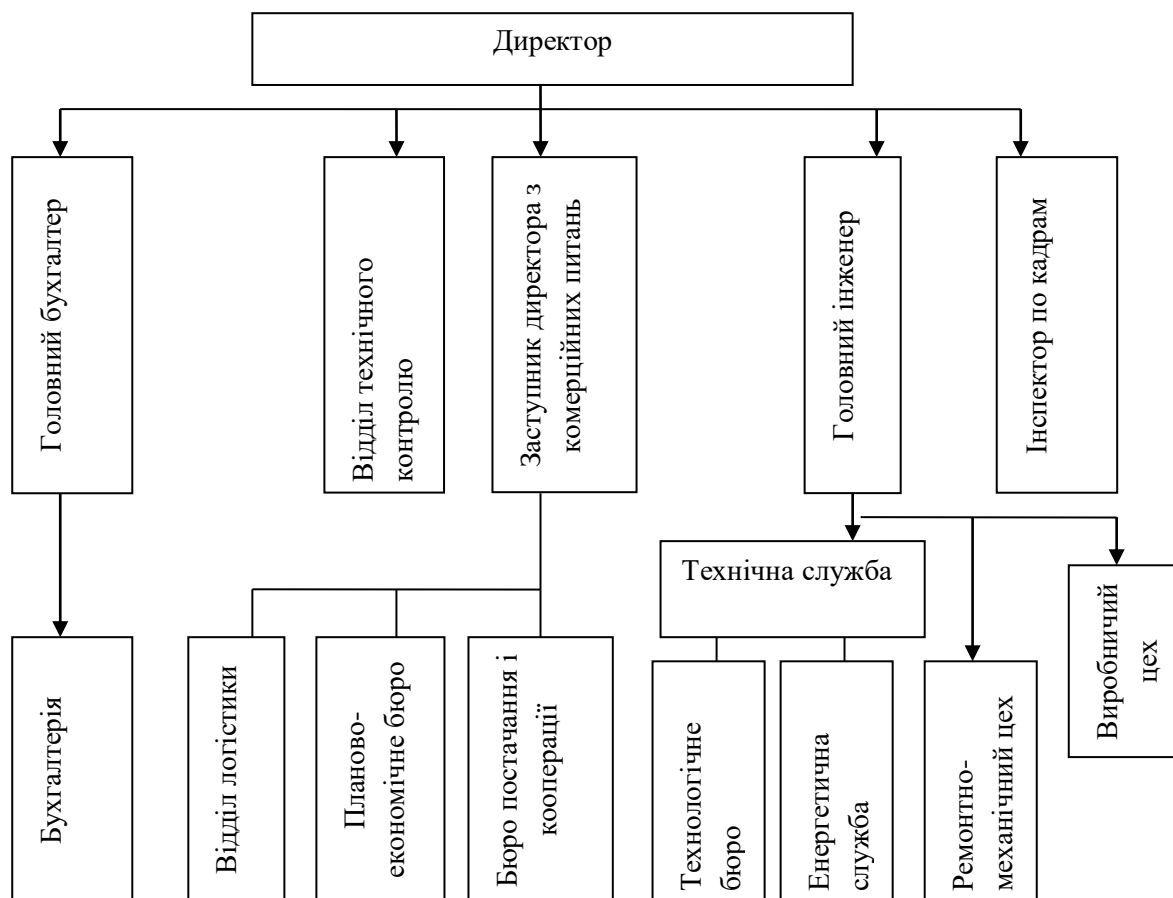 Директор
Головний бухгалтер
Відділ технічного
контролю
Заступник директора з
комерційних питань
Головний інженер
Інспектор по кадрам
Технічна служба
Виробничий
цех
Бухгалтерія
Відділ логістики
Планово-
економічне бюро
Бюро постачання і
кооперації
Технологічне
бюро
Енергетична
служба
Ремонтно-
механічний цех